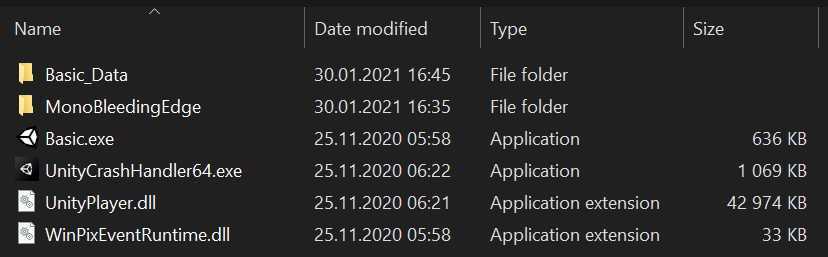 Name Date modified Type Size
Basic_Data 30.01.2021 16:45 File folder
MonoBleedingEdge 30.01.2021 16:35 File folder
Basic.exe 25.11.2020 05:58 Application 636 KB
UnityCrashHandler64.exe 25.11.2020 06:22 Application 1 069 KB
UnityPlayer.dll 25.11.2020 06:21 Application extension 42 974 KB
WinPixEventRuntime.dll 25.11.2020 05:58 Application extension 33 KB